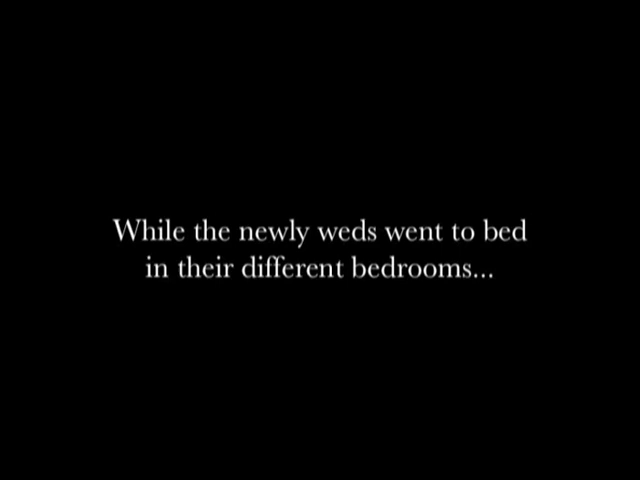 While the newly weds went to bed
in their different bedrooms...